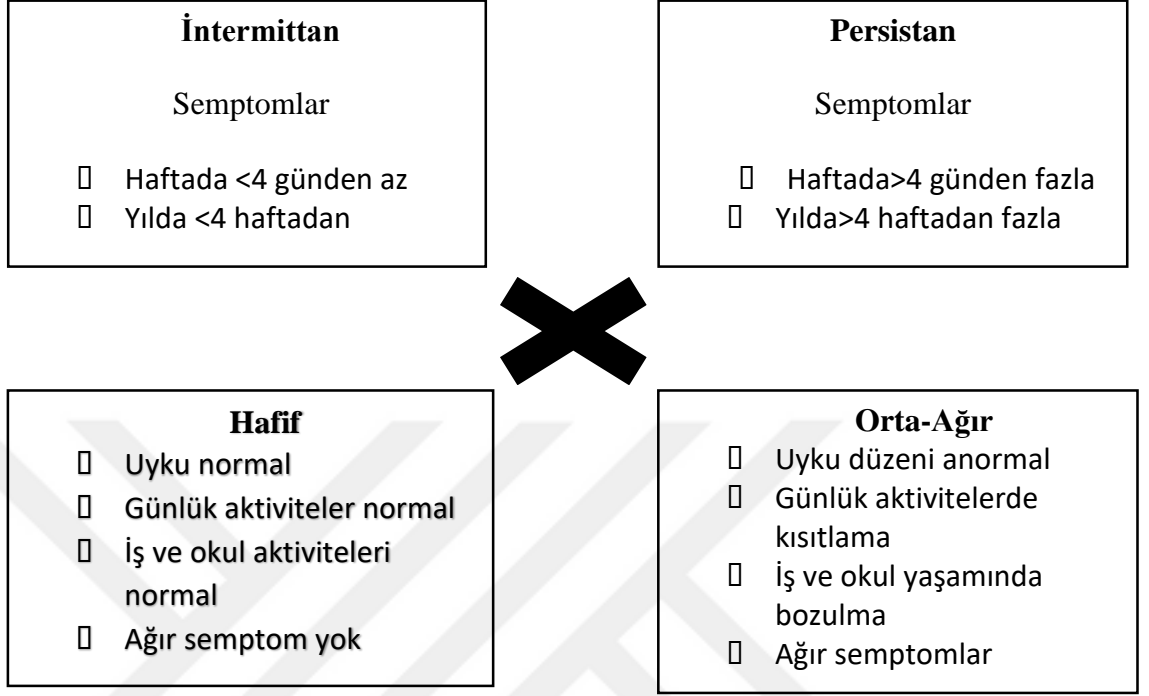 İntermittan
Semptomlar
▯ Haftada <4 günden az
▯ Yılda <4 haftadan
Persistan
Semptomlar
▯ Haftada>4 günden fazla
▯ Yılda>4 haftadan fazla
Hafif
▯ Uyku normal
▯ Günlük aktiviteler normal
▯ İş ve okul aktiviteleri
normal
▯ Ağır semptom yok
Orta-Ağır
▯ Uyku düzeni anormal
▯ Günlük aktivitelerde
kısıtlama
▯ İş ve okul yaşamında
bozulma
▯ Ağır semptomlar